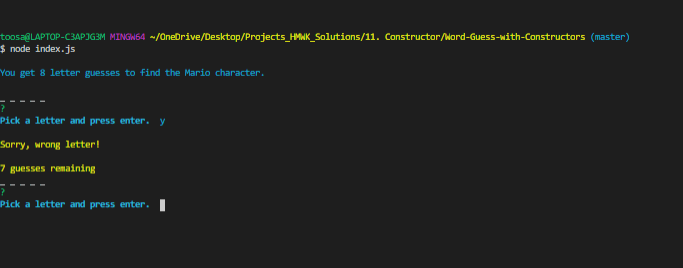 toosa@LAPTOP-C3APJG3M MINGW64 ~/OneDrive/Desktop/Projects_HMWK_Solutions/11. Constructor/Word-Guess-with-Constructors (master)
$ node index.js
You get 8 letter guesses to find the Mario character.
_ _ _ _ _
?
Pick a letter and press enter.  y
Sorry, wrong letter!
7 guesses remaining
_ _ _ _ _
?
Pick a letter and press enter.